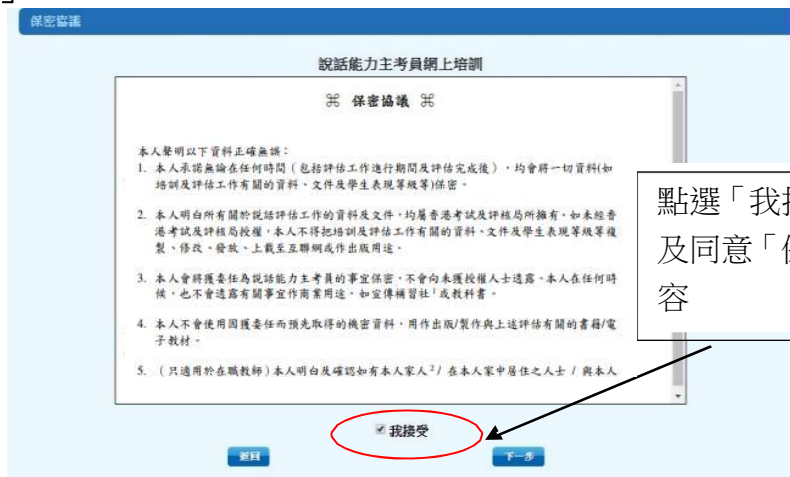 」
保密協議
說話能力主考員網上培訓
⌘ 保密協議 ⌘
本人聲明以下資料正確無誤：
1. 本人承諾無論在任何時間（包括評估工作進行期間及評估完成後），均會將一切資料(如
培訓及評估工作有關的資料、文件及學生表現等級等)保密。
2. 本人明白所有關於說話評估工作的資料及文件，均屬香港考試及評核局所擁有。如未經香
港考試及評核局授權，本人不得把培訓及評估工作有關的資料、文件及學生表現等級等複
製、修改、發放、上載至互聯網或作出版用途。
3. 本人會將獲委任為說話能力主考員的事宜保密，不會向未獲授權人士透露。本人在任何時
候，也不會透露有關事宜作商業用途，如宣傳補習社¹或教科書。
4. 本人不會使用因獲委任而預先取得的機密資料，用作出版/製作與上述評估有關的書籍/電
子教材。
5. （只適用於在職教師）本人明白及確認如有本人家人²/ 在本人家中居住之人士 / 與本人
點選「我
及同意「
容
我接受
返回
下一步